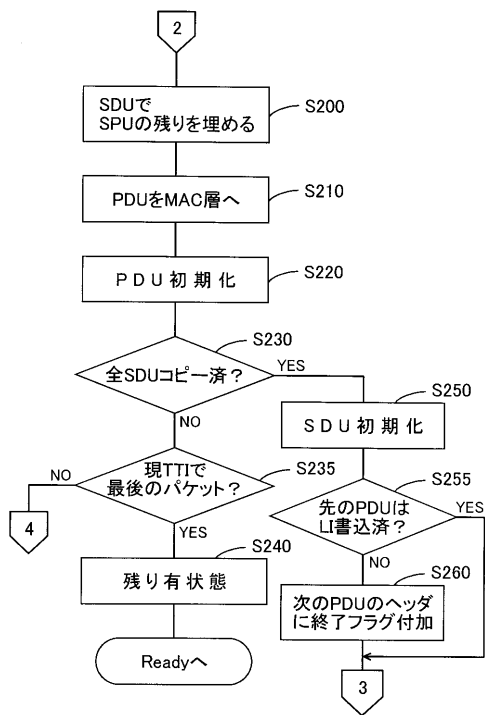 2
SDUで
SPUの残りを埋める
S200
PDUをMAC層へ
S210
PDU初期化
S220
S230
全SDUコピー済?
YES
NO
S250
SDU初期化
現TTIで
最後のパケット?
S235
NO
4
YES
S255
先のPDUは
LI書込済?
YES
NO
S240
残り有状態
S260
次のPDUのヘッダ
に終了フラグ付加
Readyへ
3